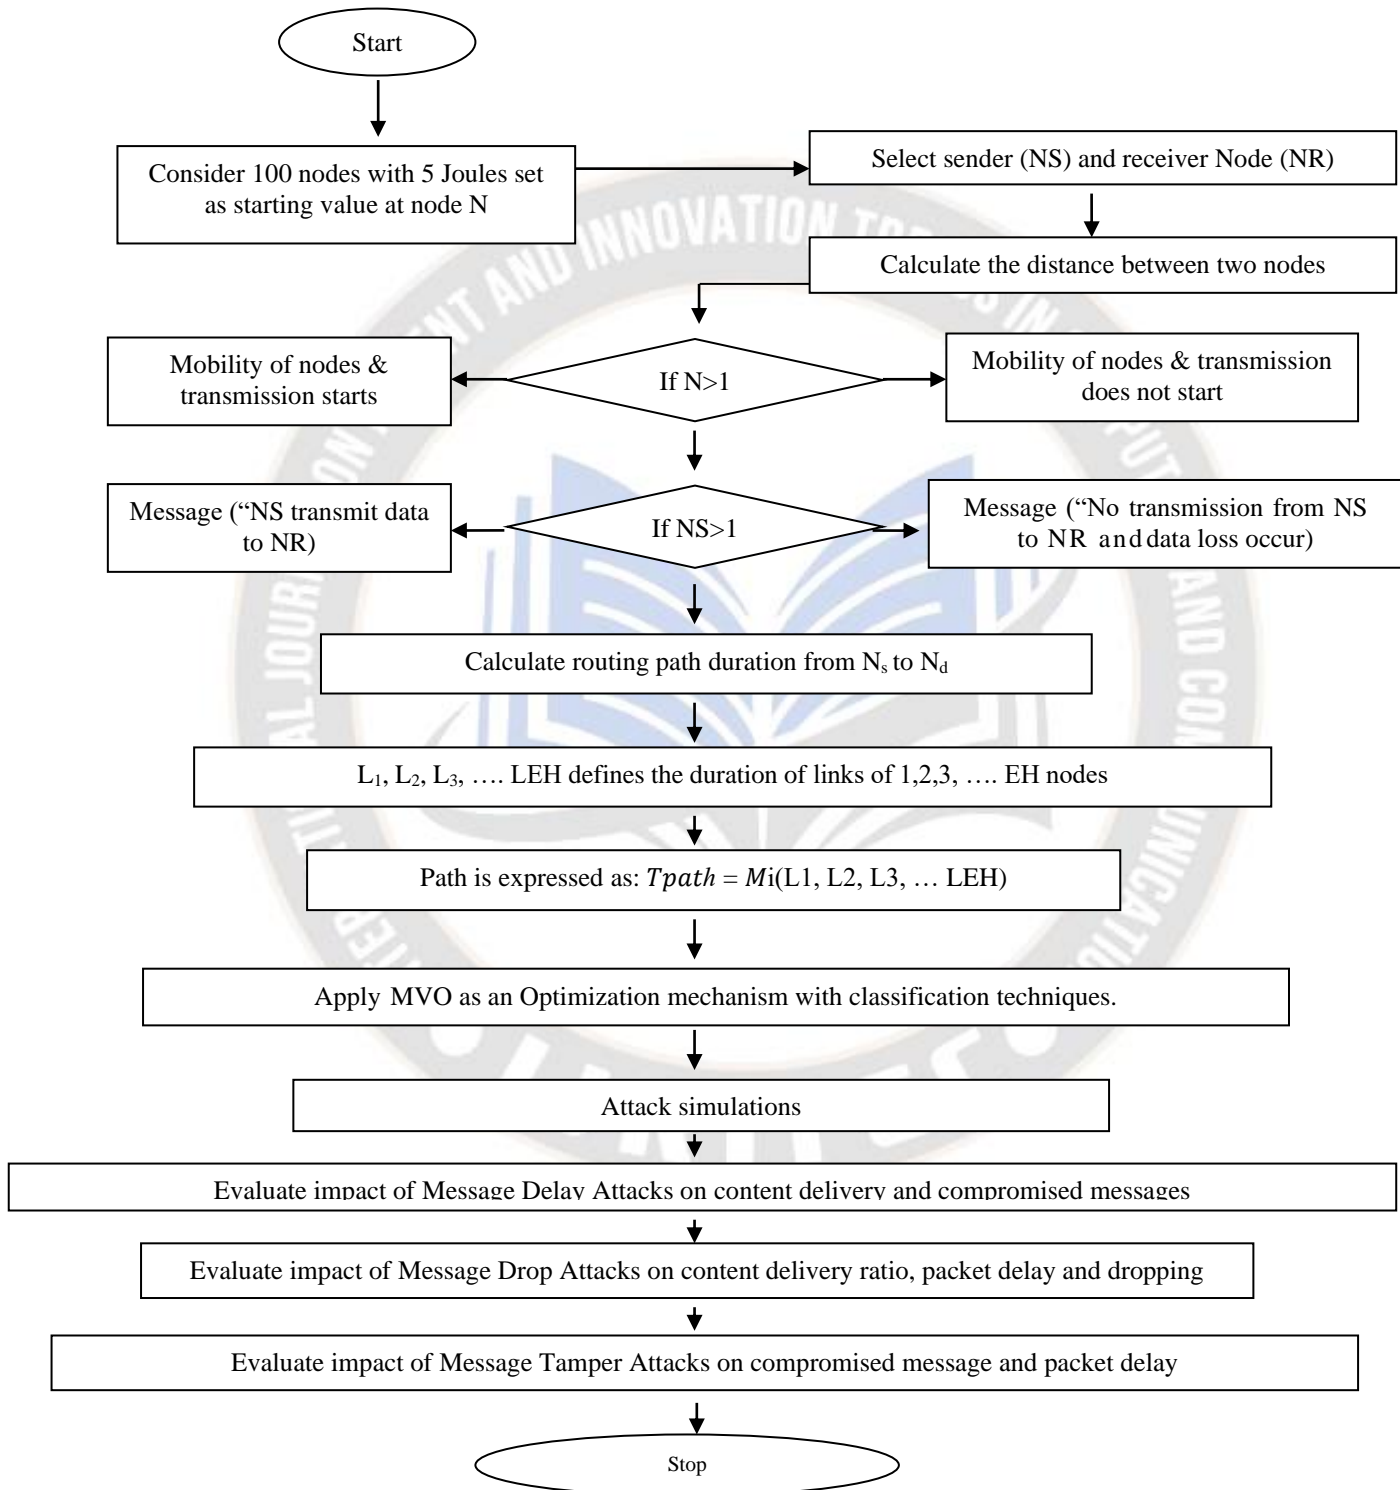 Start
Consider 100 nodes with 5 Joules set
as starting value at node N
Select sender (NS) and receiver Node (NR)
Calculate the distance between two nodes
Mobility of nodes &
transmission starts
If N>1
Mobility of nodes & transmission
does not start
Message (“NS transmit data
to NR)
If NS>1
Message (“No transmission from NS
to NR and data loss occur)
Calculate routing path duration from Ns to Nd
L1, L2, L3, …. LEH defines the duration of links of 1,2,3, …. EH nodes
Path is expressed as: Tpath = Mi(L1, L2, L3, … LEH)
Apply MVO as an Optimization mechanism with classification techniques.
Attack simulations
Evaluate impact of Message Delay Attacks on content delivery and compromised messages
Evaluate impact of Message Drop Attacks on content delivery ratio, packet delay and dropping
Evaluate impact of Message Tamper Attacks on compromised message and packet delay
Stop